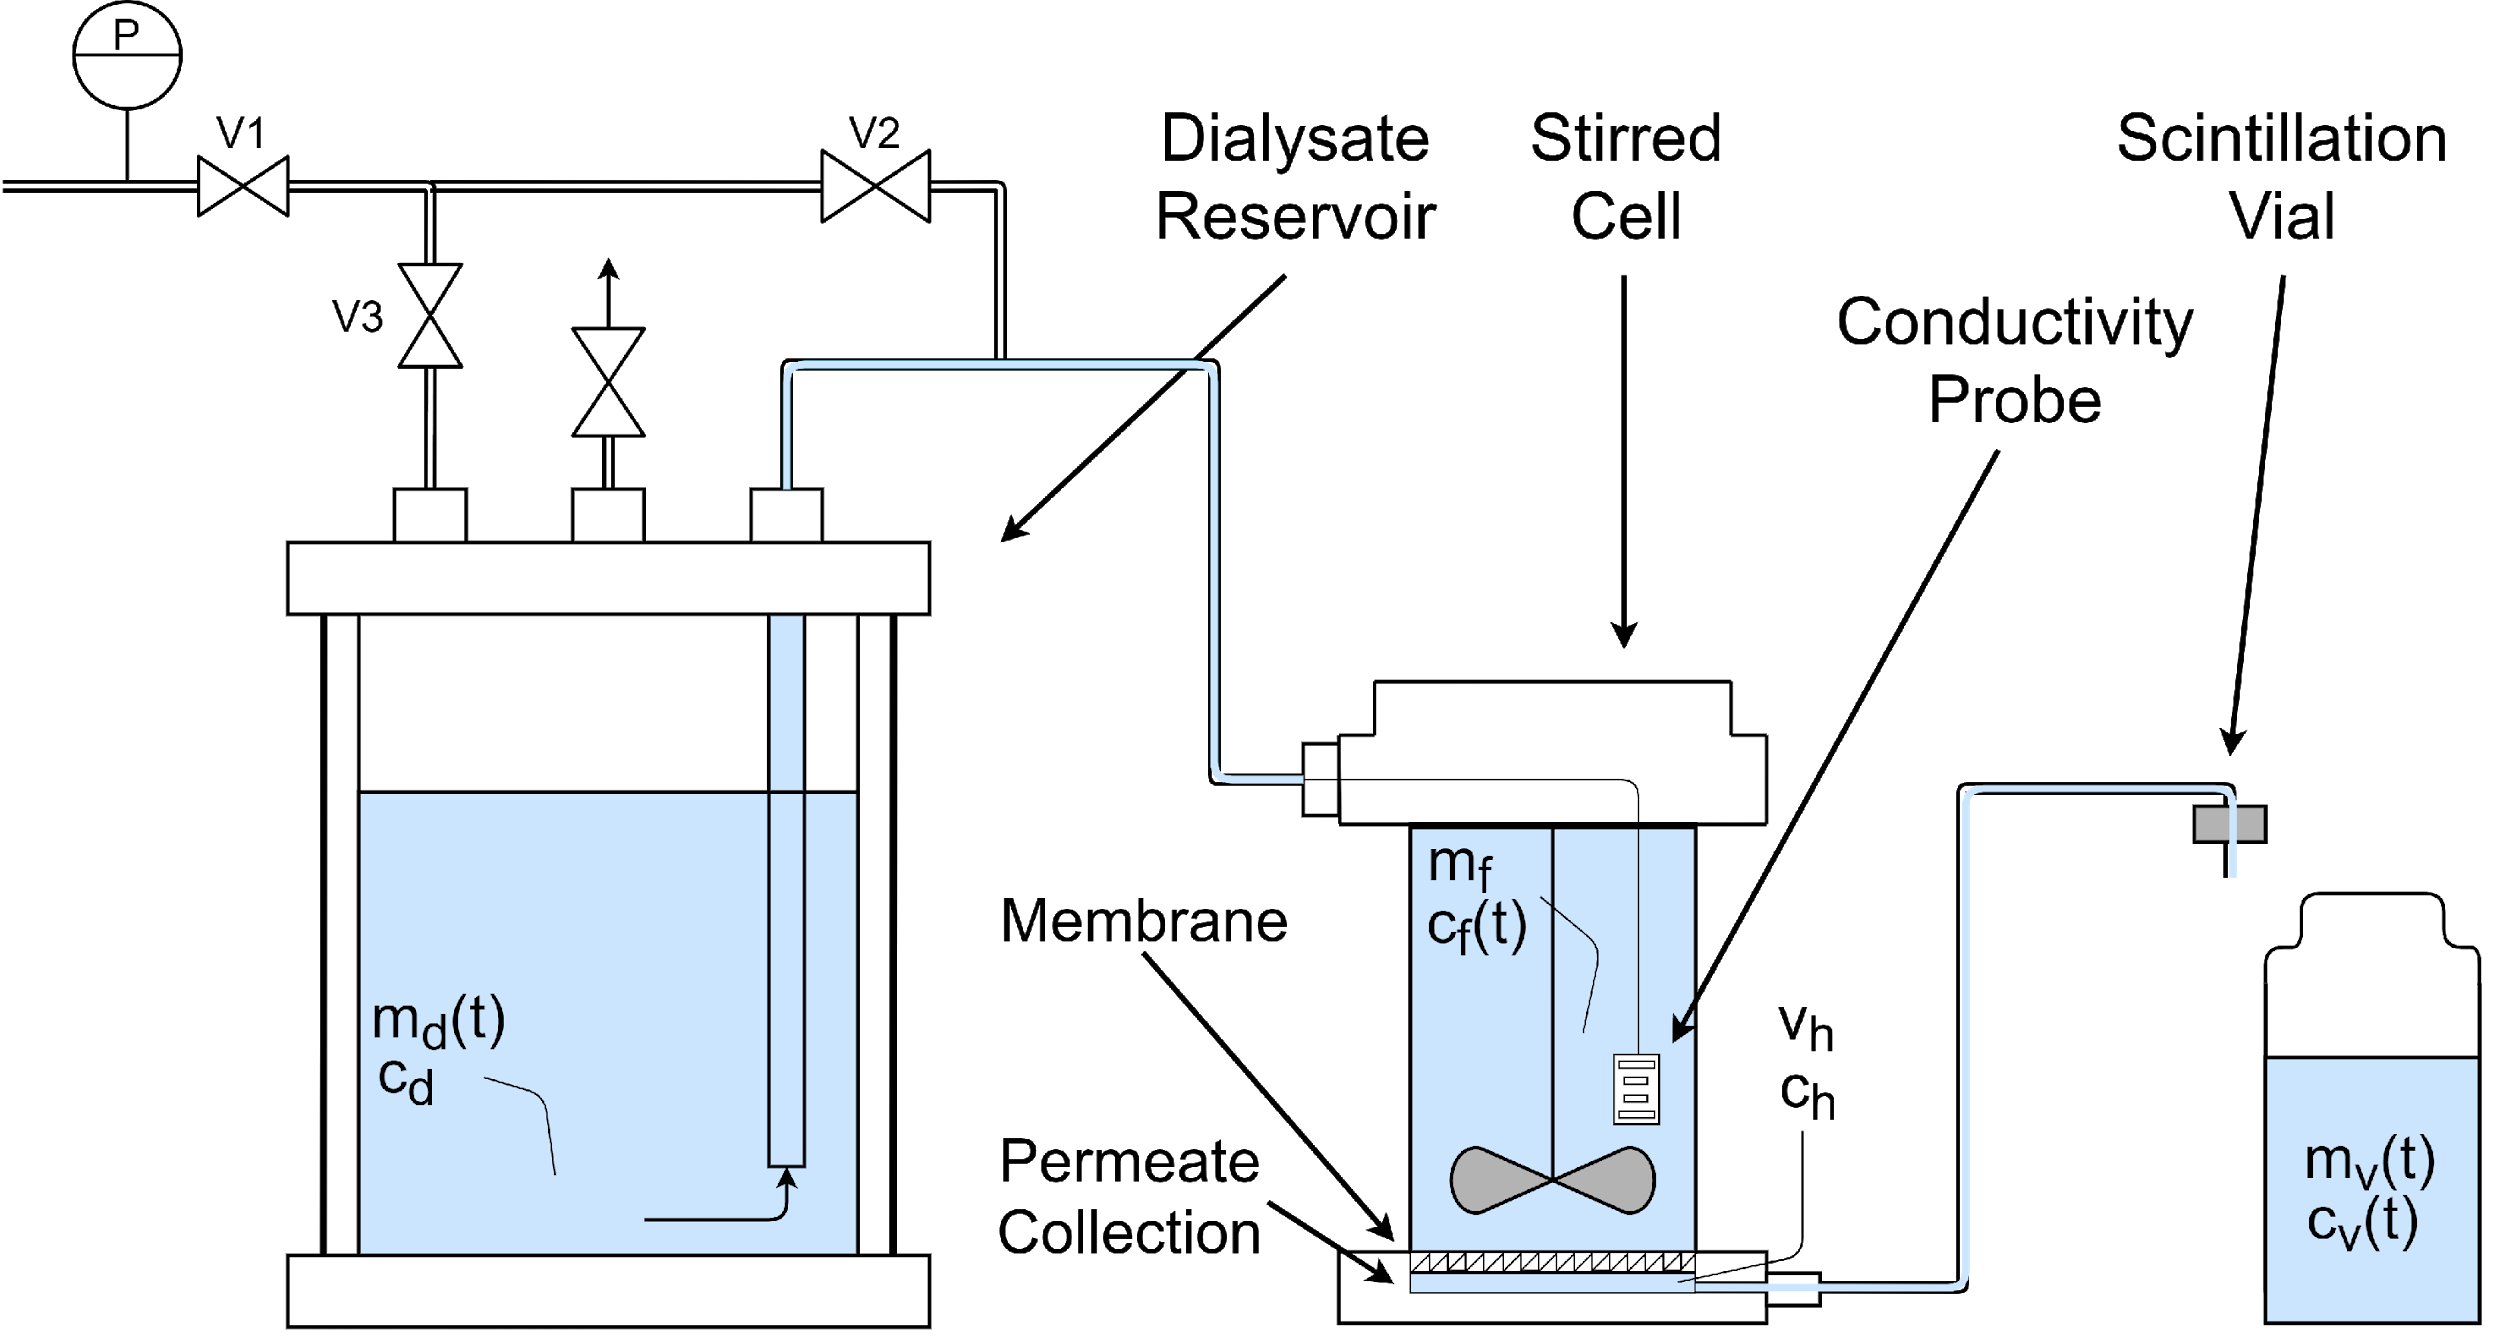 P
V1
V2
V3
Dialysate
Reservoir
Stirred
Cell
Scintillation
Vial
Conductivity
Probe
Membrane
Permeate
Collection
m_d(t)
c_d
m_f
c_f(t)
v_h
c_h
m_v(t)
c_v(t)